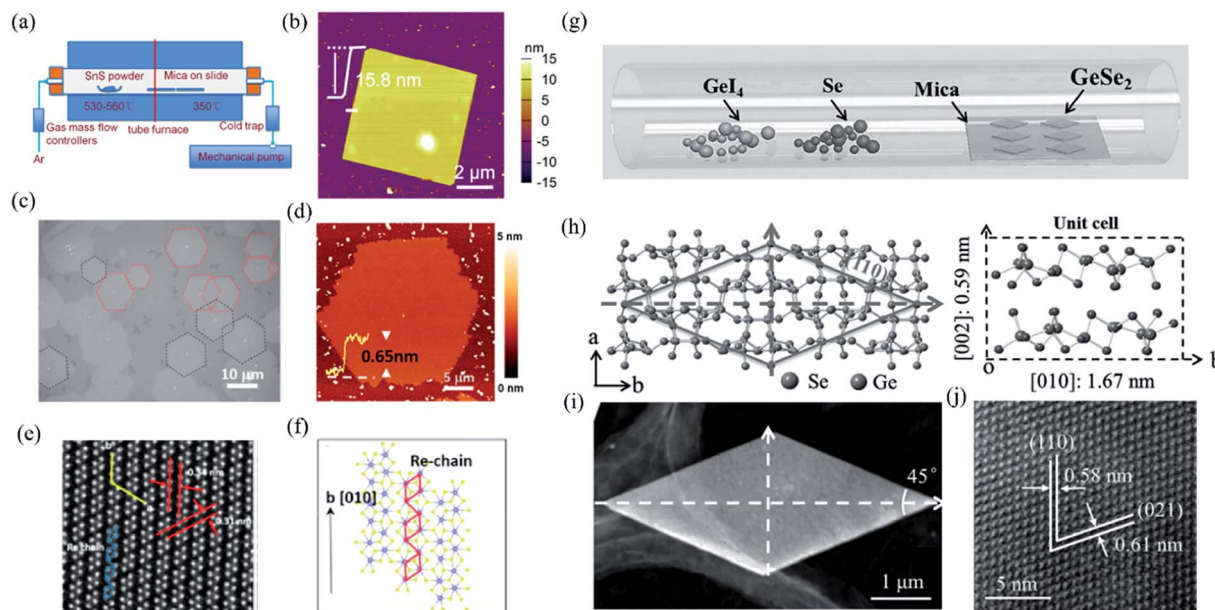 (a)
SnS powder
Mica on slide
530-560℃
350℃
Gas mass flow
controllers
tube furnace
Cold trap
Ar
Mechanical pump
(b)
15.8 nm
2 μm
nm
15
10
5
0
-5
-10
-15
(c)
10 μm
(d)
0.65nm
5 μm
5 nm
0 nm
(e)
b
0.34 nm
0.31 nm
Re chain
(f)
Re-chain
b [010]
(g)
GeI4
Se
Mica
GeSe2
(h)
a
b
Se
Ge
Unit cell
[002]: 0.59 nm
o
[010]: 1.67 nm
b
(i)
45°
1 μm
(j)
(110)
0.58 nm
(021)
0.61 nm
5 nm